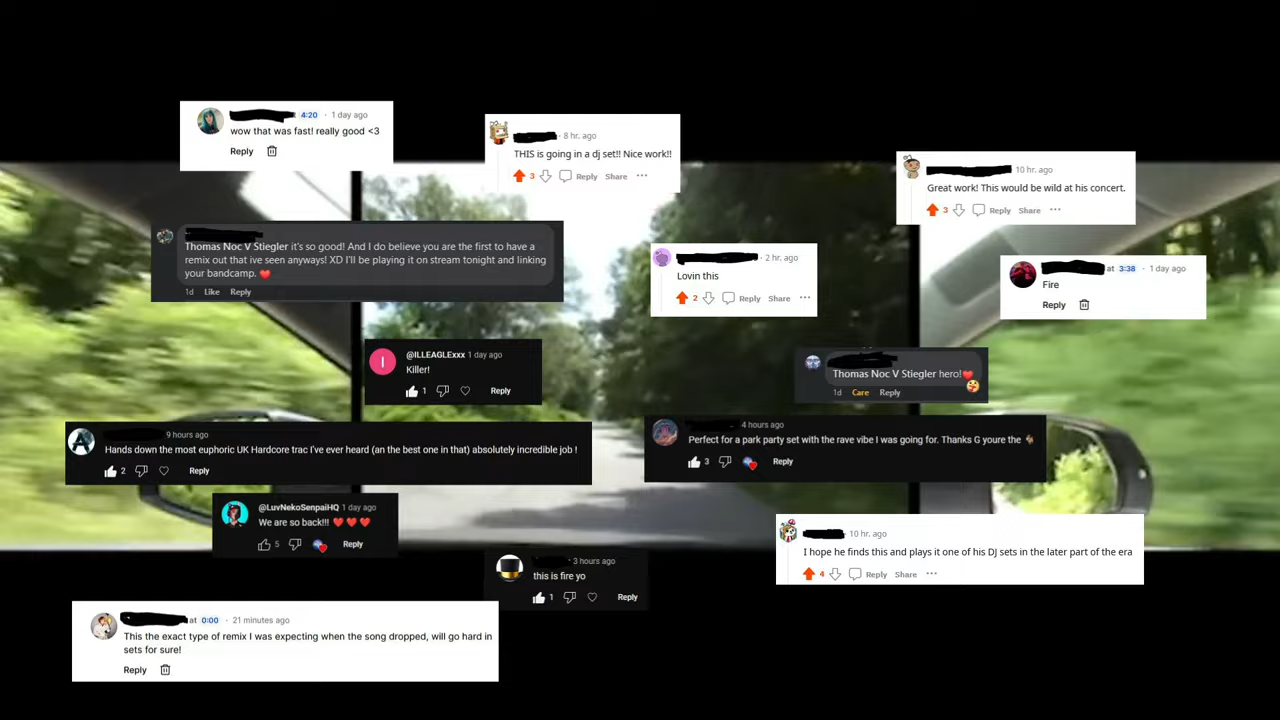 4:20 · 1 day ago
wow that was fast! really good <3
Reply
· 8 hr. ago
THIS is going in a dj set!! Nice work!!
3 Reply Share ···
10 hr. ago
Great work! This would be wild at his concert.
3 Reply Share ···
Thomas Noc V Stiegler it's so good! And I do believe you are the first to have a
remix out that ive seen anyways! XD I'll be playing it on stream tonight and linking
your bandcamp. ❤️
1d Like Reply
· 2 hr. ago
Lovin this
2 Reply Share ···
at 3:38 · 1 day ago
Fire
Reply
I
@ILLEAGLExxx 1 day ago
Killer!
1 Reply
Thomas Noc V Stiegler hero!❤️
1d Care Reply
A
9 hours ago
Hands down the most euphoric UK Hardcore trac I've ever heard (an the best one in that) absolutely incredible job !
2 Reply
4 hours ago
Perfect for a park party set with the rave vibe I was going for. Thanks G youre the 🐐
3 Reply
@LuvNekoSenpaiHQ 1 day ago
We are so back!!! ❤️❤️❤️
5 Reply
· 3 hours ago
this is fire yo
1 Reply
10 hr. ago
I hope he finds this and plays it one of his DJ sets in the later part of the era
4 Reply Share ···
at 0:00 · 21 minutes ago
This the exact type of remix I was expecting when the song dropped, will go hard in
sets for sure!
Reply